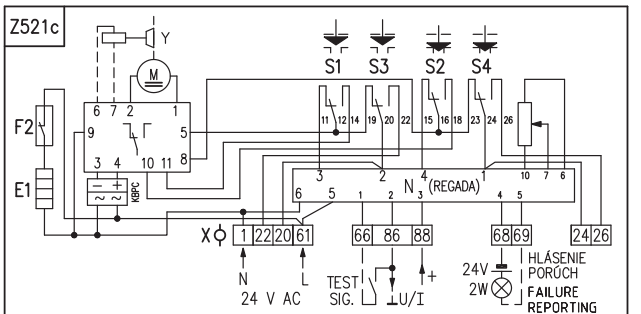 Z521c
Y
M
S1 S3 S2 S4
F2
E1
6 7 2 1
9 5
3 4 10 11 8
KBPC
11 12 14 19 20 22 15 16 18 23 24 26
10 7 6
3 2 4 1
N (REGADA)
6 5 1 2 3 4 5
X 1 22 20 61 66 86 88 68 69 24 26
N L
24 V AC
TEST
SIG.
⊥U/I
+
24V
2W
HLÁSENIE
PORÚCH
FAILURE
REPORTING